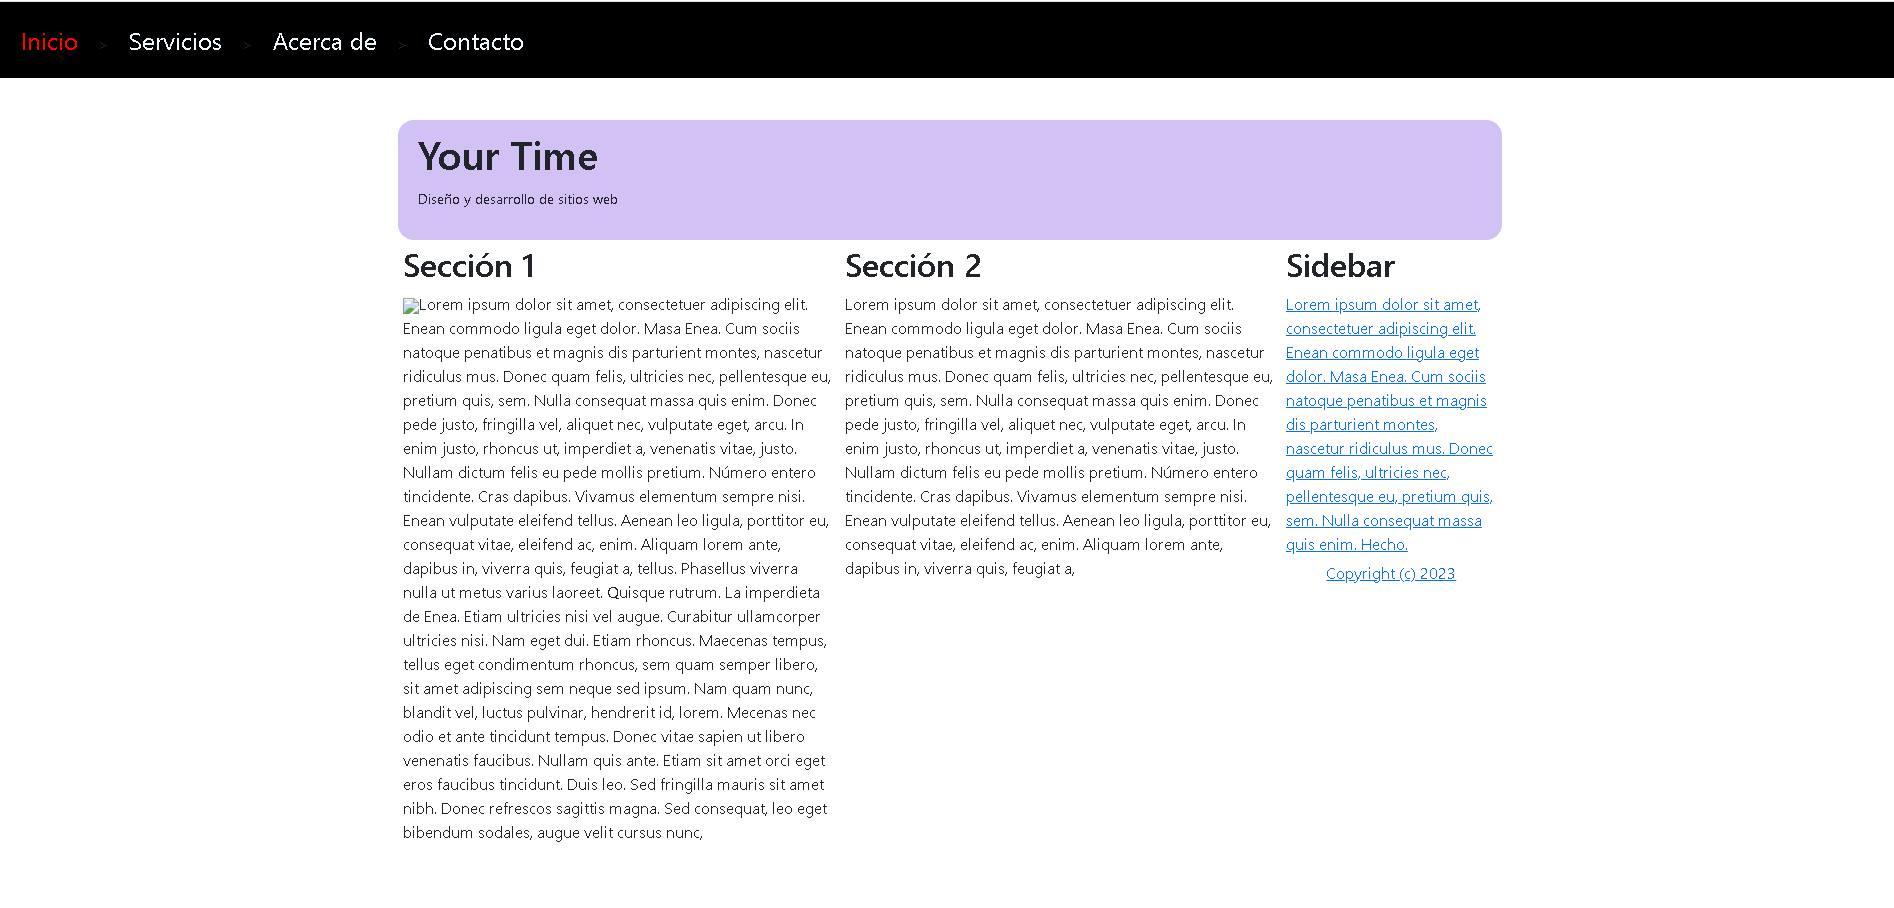 Inicio > Servicios > Acerca de > Contacto
Your Time
Diseño y desarrollo de sitios web
Sección 1
Lorem ipsum dolor sit amet, consectetuer adipiscing elit.
Enean commodo ligula eget dolor. Masa Enea. Cum sociis
natoque penatibus et magnis dis parturient montes, nascetur
ridiculus mus. Donec quam felis, ultricies nec, pellentesque eu,
pretium quis, sem. Nulla consequat massa quis enim. Donec
pede justo, fringilla vel, aliquet nec, vulputate eget, arcu. In
enim justo, rhoncus ut, imperdiet a, venenatis vitae, justo.
Nullam dictum felis eu pede mollis pretium. Número entero
tincidente. Cras dapibus. Vivamus elementum sempre nisi.
Enean vulputate eleifend tellus. Aenean leo ligula, porttitor eu,
consequat vitae, eleifend ac, enim. Aliquam lorem ante,
dapibus in, viverra quis, feugiat a, tellus. Phasellus viverra
nulla ut metus varius laoreet. Quisque rutrum. La imperdieta
de Enea. Etiam ultricies nisi vel augue. Curabitur ullamcorper
ultricies nisi. Nam eget dui. Etiam rhoncus. Maecenas tempus,
tellus eget condimentum rhoncus, sem quam semper libero,
sit amet adipiscing sem neque sed ipsum. Nam quam nunc,
blandit vel, luctus pulvinar, hendrerit id, lorem. Mecenas nec
odio et ante tincidunt tempus. Donec vitae sapien ut libero
venenatis faucibus. Nullam quis ante. Etiam sit amet orci eget
eros faucibus tincidunt. Duis leo. Sed fringilla mauris sit amet
nibh. Donec refrescos sagittis magna. Sed consequat, leo eget
bibendum sodales, augue velit cursus nunc,
Sección 2
Lorem ipsum dolor sit amet, consectetuer adipiscing elit.
Enean commodo ligula eget dolor. Masa Enea. Cum sociis
natoque penatibus et magnis dis parturient montes, nascetur
ridiculus mus. Donec quam felis, ultricies nec, pellentesque eu,
pretium quis, sem. Nulla consequat massa quis enim. Donec
pede justo, fringilla vel, aliquet nec, vulputate eget, arcu. In
enim justo, rhoncus ut, imperdiet a, venenatis vitae, justo.
Nullam dictum felis eu pede mollis pretium. Número entero
tincidente. Cras dapibus. Vivamus elementum sempre nisi.
Enean vulputate eleifend tellus. Aenean leo ligula, porttitor eu,
consequat vitae, eleifend ac, enim. Aliquam lorem ante,
dapibus in, viverra quis, feugiat a,
Sidebar
Lorem ipsum dolor sit amet,
consectetuer adipiscing elit.
Enean commodo ligula eget
dolor. Masa Enea. Cum sociis
natoque penatibus et magnis
dis parturient montes,
nascetur ridiculus mus. Donec
quam felis, ultricies nec,
pellentesque eu, pretium quis,
sem. Nulla consequat massa
quis enim. Hecho.
Copyright (c) 2023